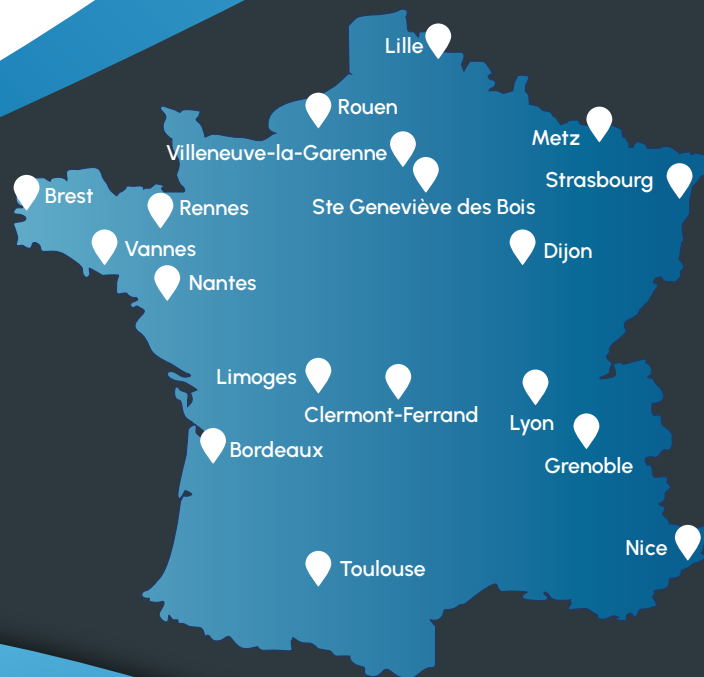 Lille
Rouen
Metz
Villeneuve-la-Garenne
Strasbourg
Brest
Rennes
Ste Geneviève des Bois
Vannes
Dijon
Nantes
Limoges
Clermont-Ferrand
Lyon
Bordeaux
Grenoble
Nice
Toulouse